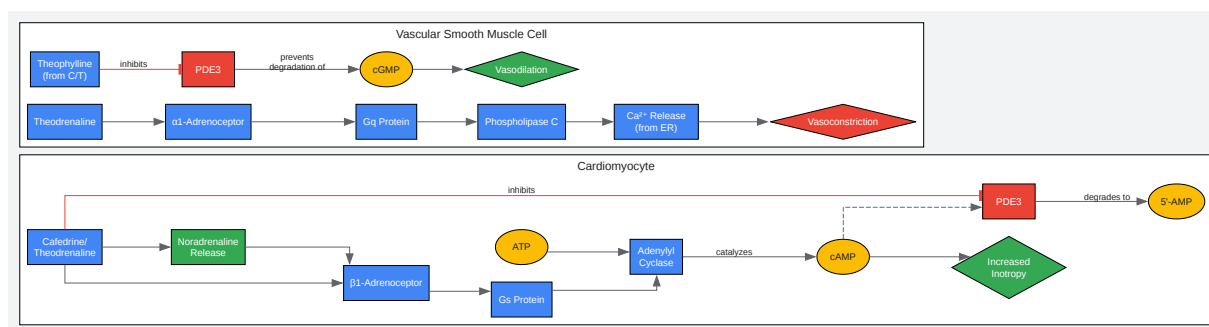 Vascular Smooth Muscle Cell
Theophylline
(from C/T)
inhibits
PDE3
prevents
degradation of
cGMP
Vasodilation
Theodrenaline
α1-Adrenoceptor
Gq Protein
Phospholipase C
Ca²⁺ Release
(from ER)
Vasoconstriction
Cardiomyocyte
inhibits
PDE3
degrades to
5'-AMP
Cafedrine/
Theodrenaline
Noradrenaline
Release
β1-Adrenoceptor
ATP
Gs Protein
Adenylyl
Cyclase
catalyzes
cAMP
Increased
Inotropy